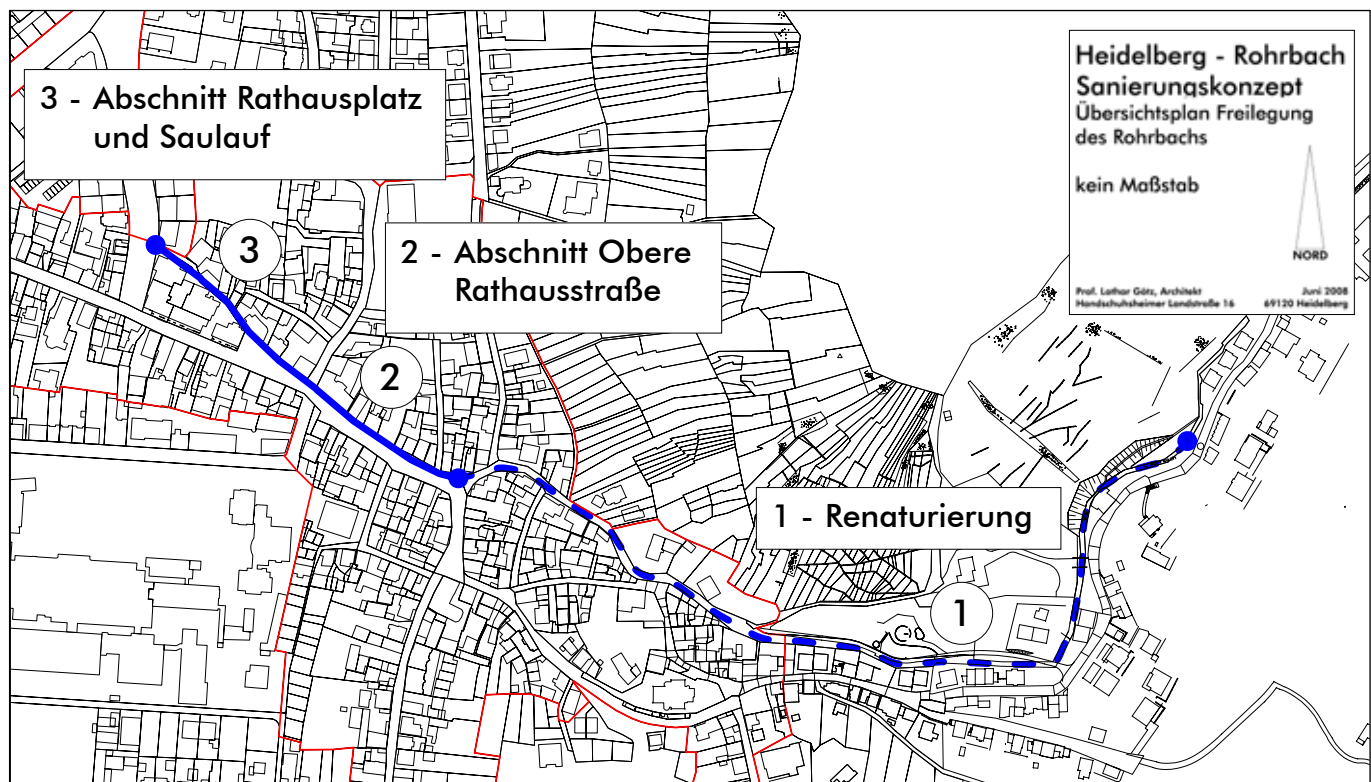 3 - Abschnitt Rathausplatz
und Saulauf
Heidelberg - Rohrbach
Sanierungskonzept
Übersichtsplan Freilegung
des Rohrbachs
kein Maßstab
NORD
Prof. Lothar Götz, Architekt Juni 2008
Handschuhsheimer Landstraße 16 69120 Heidelberg
3
2 - Abschnitt Obere
Rathausstraße
2
1 - Renaturierung
1